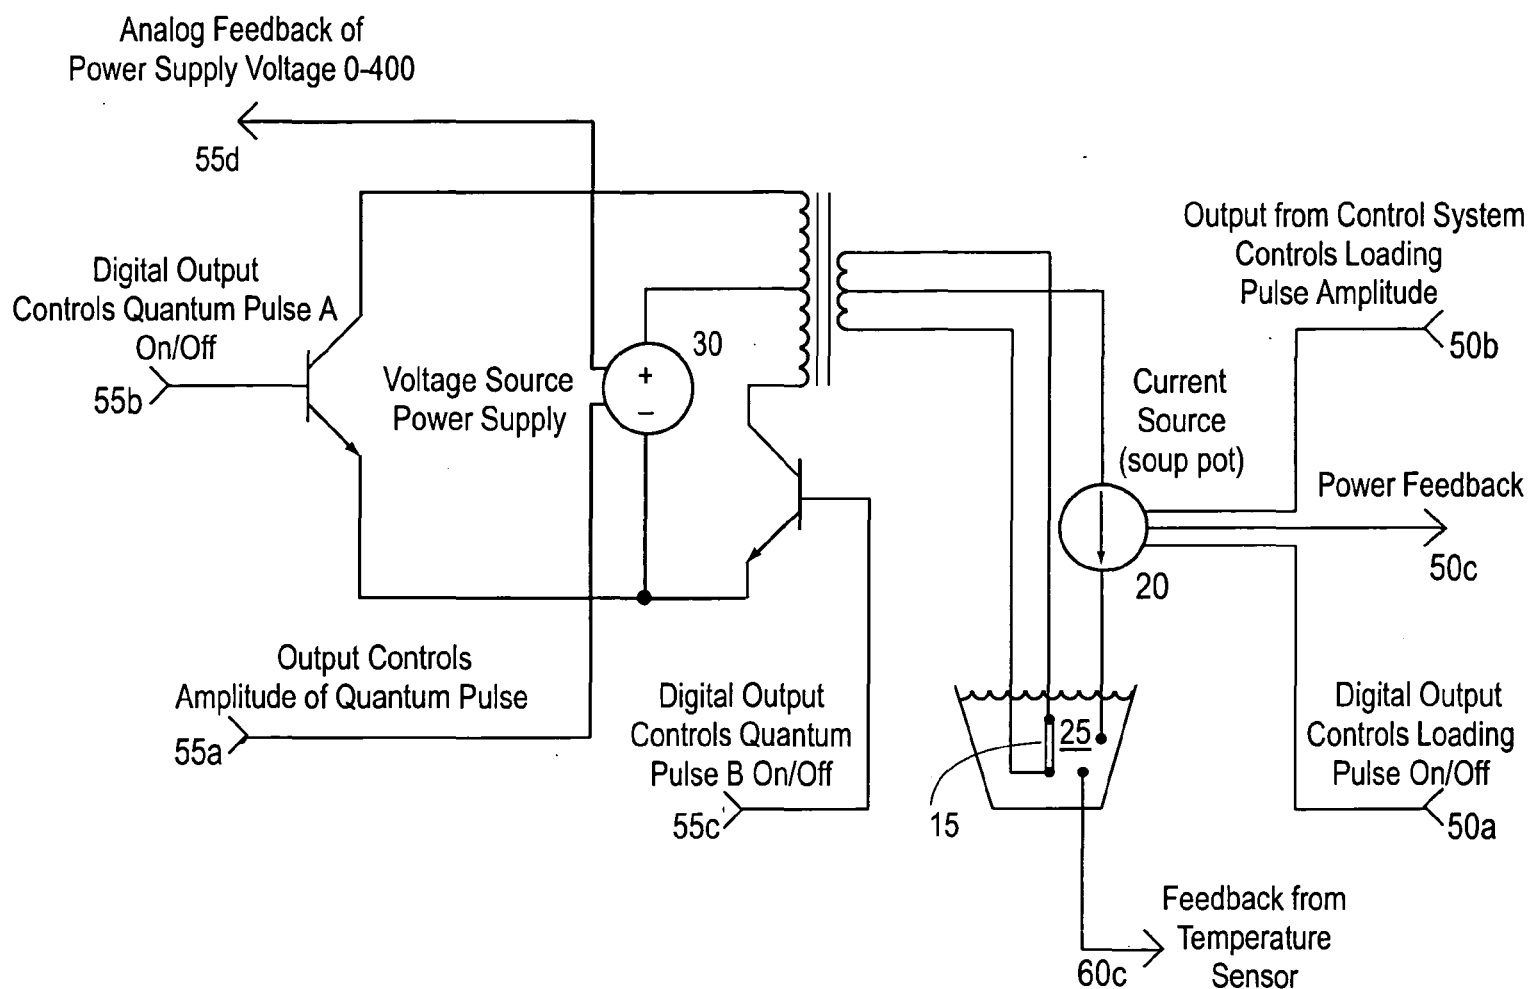 Analog Feedback of
Power Supply Voltage 0-400
55d
Digital Output
Controls Quantum Pulse A
On/Off
55b
Voltage Source
Power Supply
30
+
–
Output from Control System
Controls Loading
Pulse Amplitude
50b
Current
Source
(soup pot)
Power Feedback
50c
20
Output Controls
Amplitude of Quantum Pulse
55a
Digital Output
Controls Quantum
Pulse B On/Off
55c
25
15
Digital Output
Controls Loading
Pulse On/Off
50a
Feedback from
Temperature
Sensor
60c